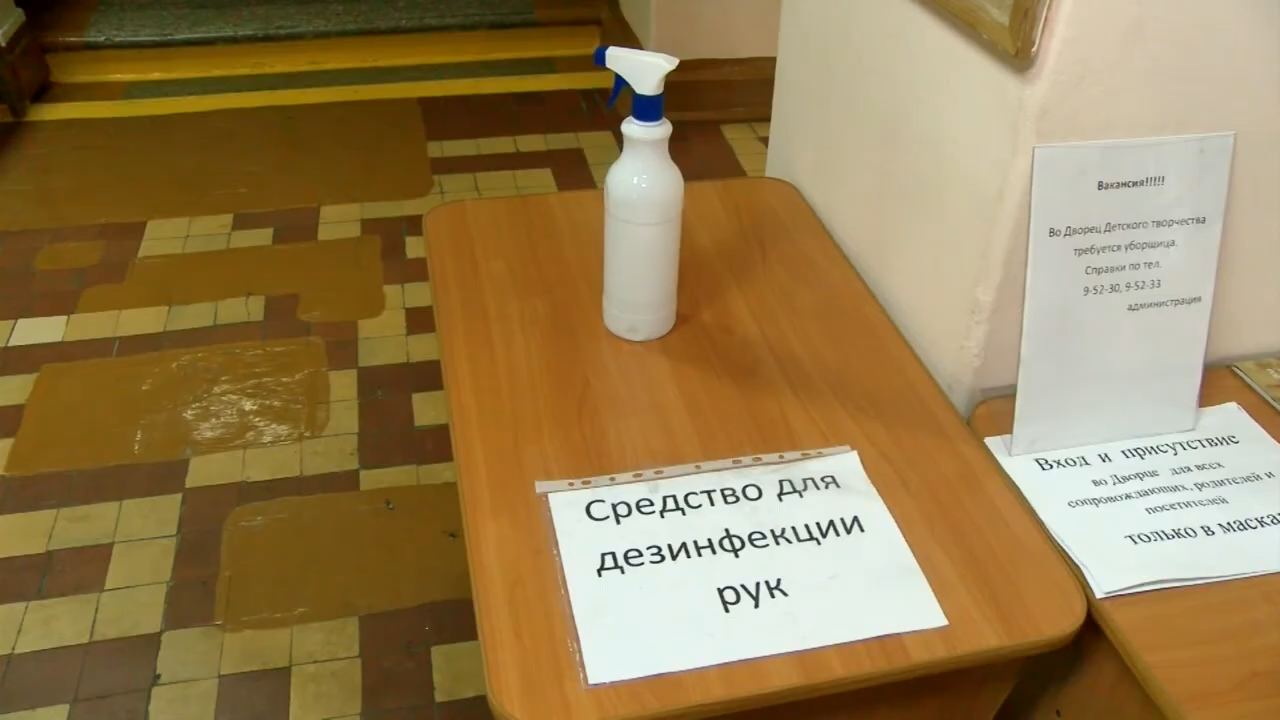 Средство для
дезинфекции
рук
Вакансия!!!!!
Во Дворец Детского творчества
требуется уборщица.
Справки по тел.
9-52-30, 9-52-33
администрация
Вход и присутствие
во Дворце для всех
сопровождающих, родителей и
посетителей
только в маска